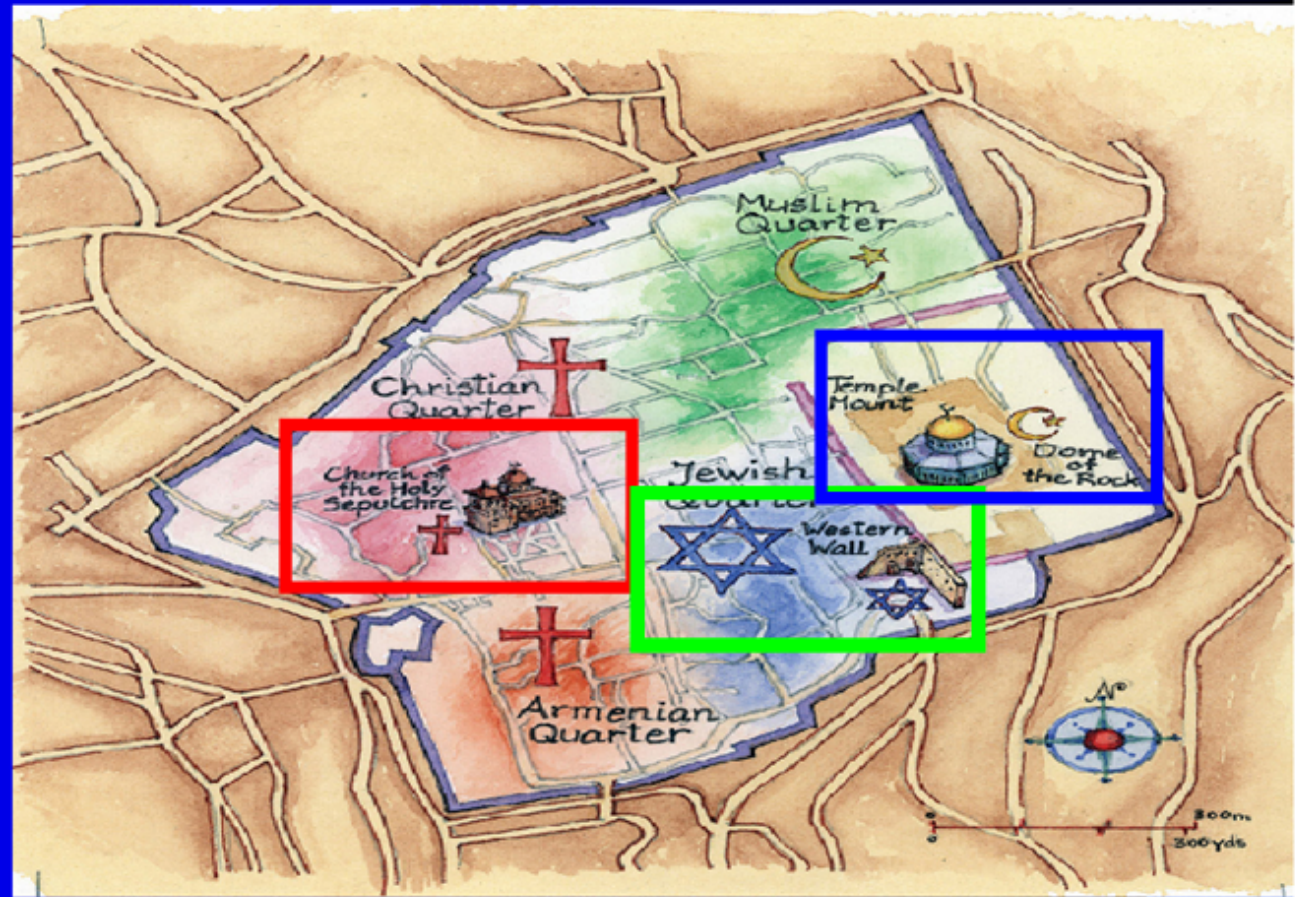 Muslim
Quarter
Christian
Quarter
Temple
Mount
Dome
of
the Rock
Church of
the Holy
Sepulchre
Jewish
Quarter
Western
Wall
Armenian
Quarter
N
0
300m
0
300yds